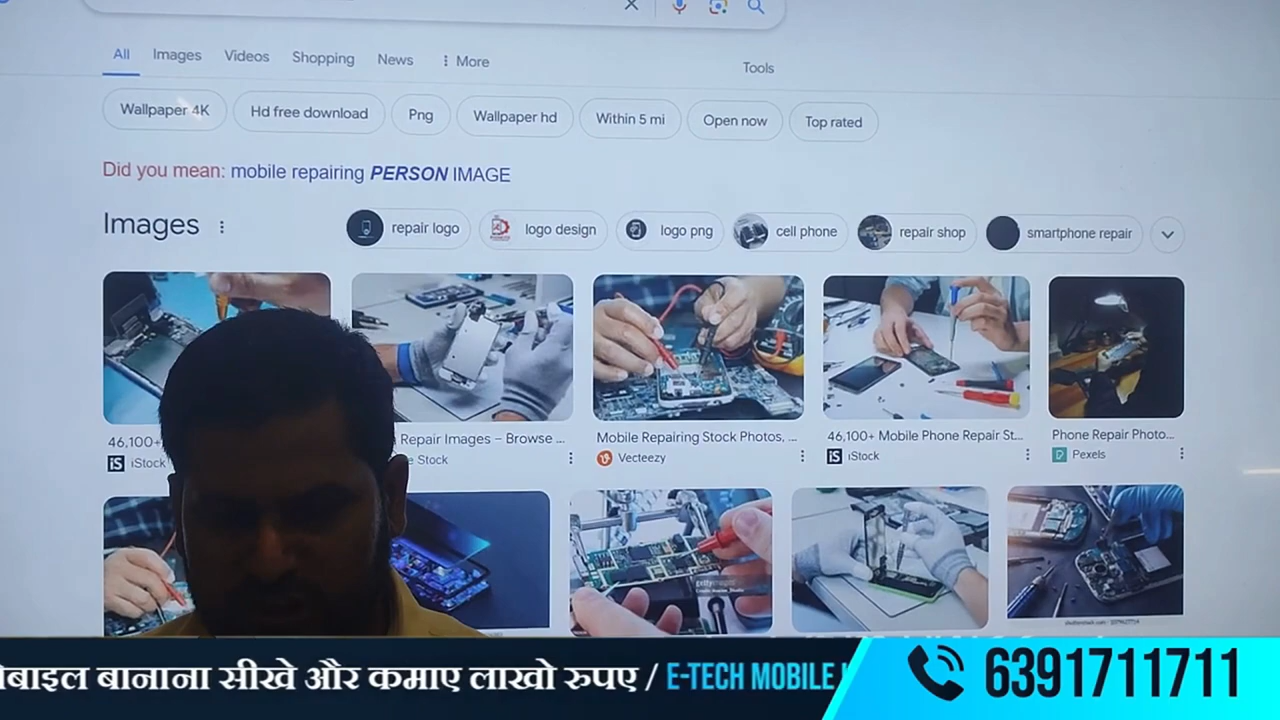 All Images Videos Shopping News More Tools
Wallpaper 4K Hd free download Png Wallpaper hd Within 5 mi Open now Top rated
Did you mean: mobile repairing PERSON IMAGE
Images repair logo logo design logo png cell phone repair shop smartphone repair
46,100+ Repair Images – Browse ... Mobile Repairing Stock Photos, ... 46,100+ Mobile Phone Repair St... Phone Repair Photo...
iS iStock e Stock Vecteezy iS iStock Pexels
gettyimages
ोबाइल बानाना सीखे और कमाए लाखो रुपए / E-TECH MOBILE
6391711711